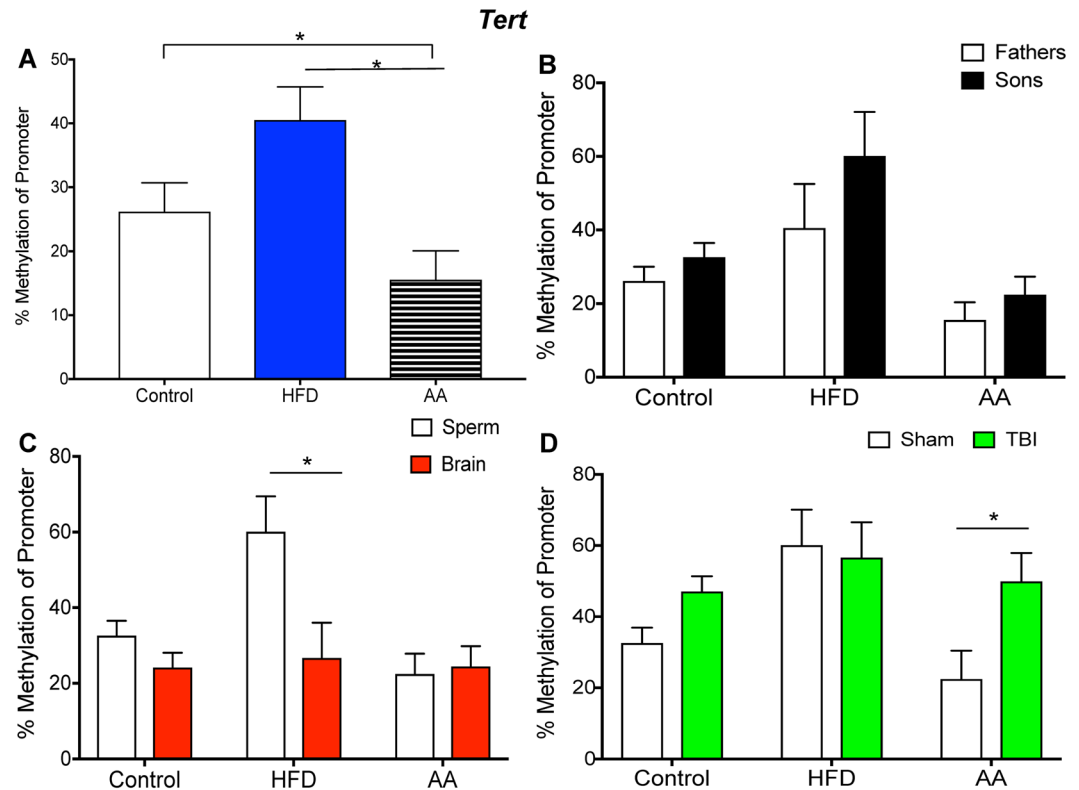 Tert
A
*
*
50
40
30
20
10
0
% Methylation of Promoter
Control HFD AA
B
Fathers
Sons
80
60
40
20
0
% Methylation of Promoter
Control HFD AA
C
Sperm
Brain
*
80
60
40
20
0
% Methylation of Promoter
Control HFD AA
D
Sham TBI
*
80
60
40
20
0
% Methylation of Promoter
Control HFD AA